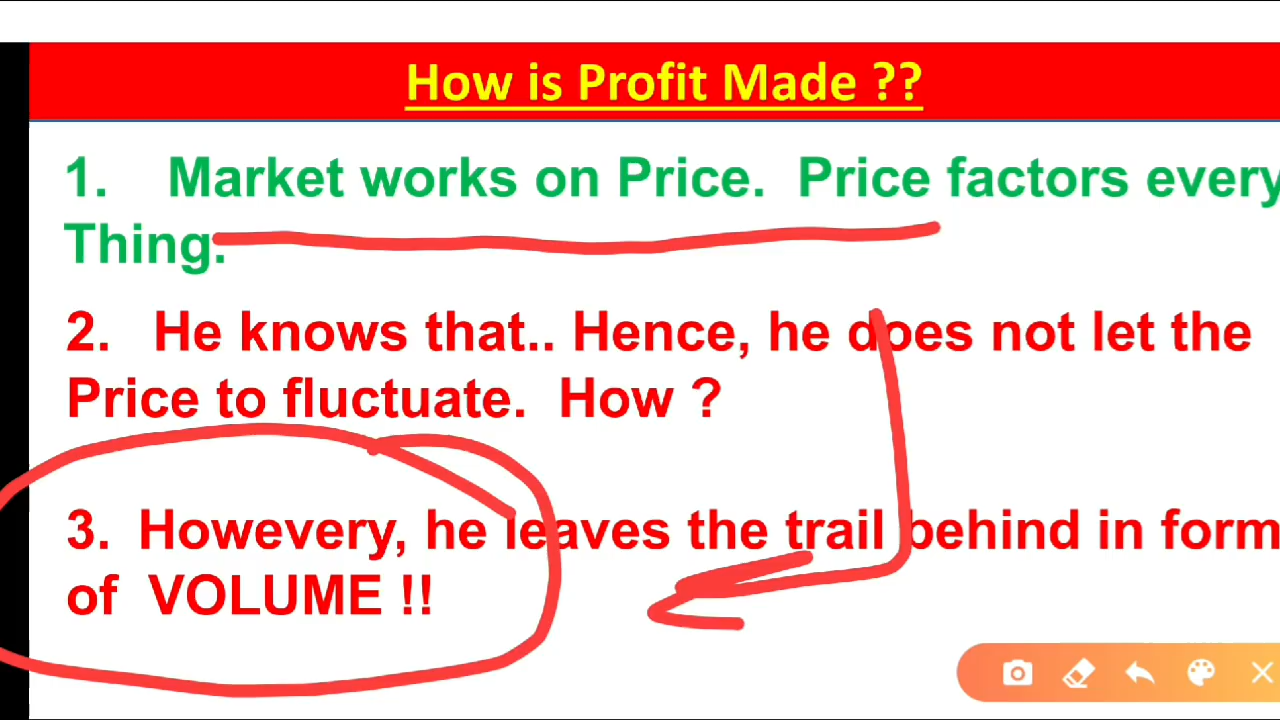 How is Profit Made ??
1. Market works on Price. Price factors every
Thing.
2. He knows that.. Hence, he does not let the
Price to fluctuate. How ?
3. Howevery, he leaves the trail behind in form
of VOLUME !!